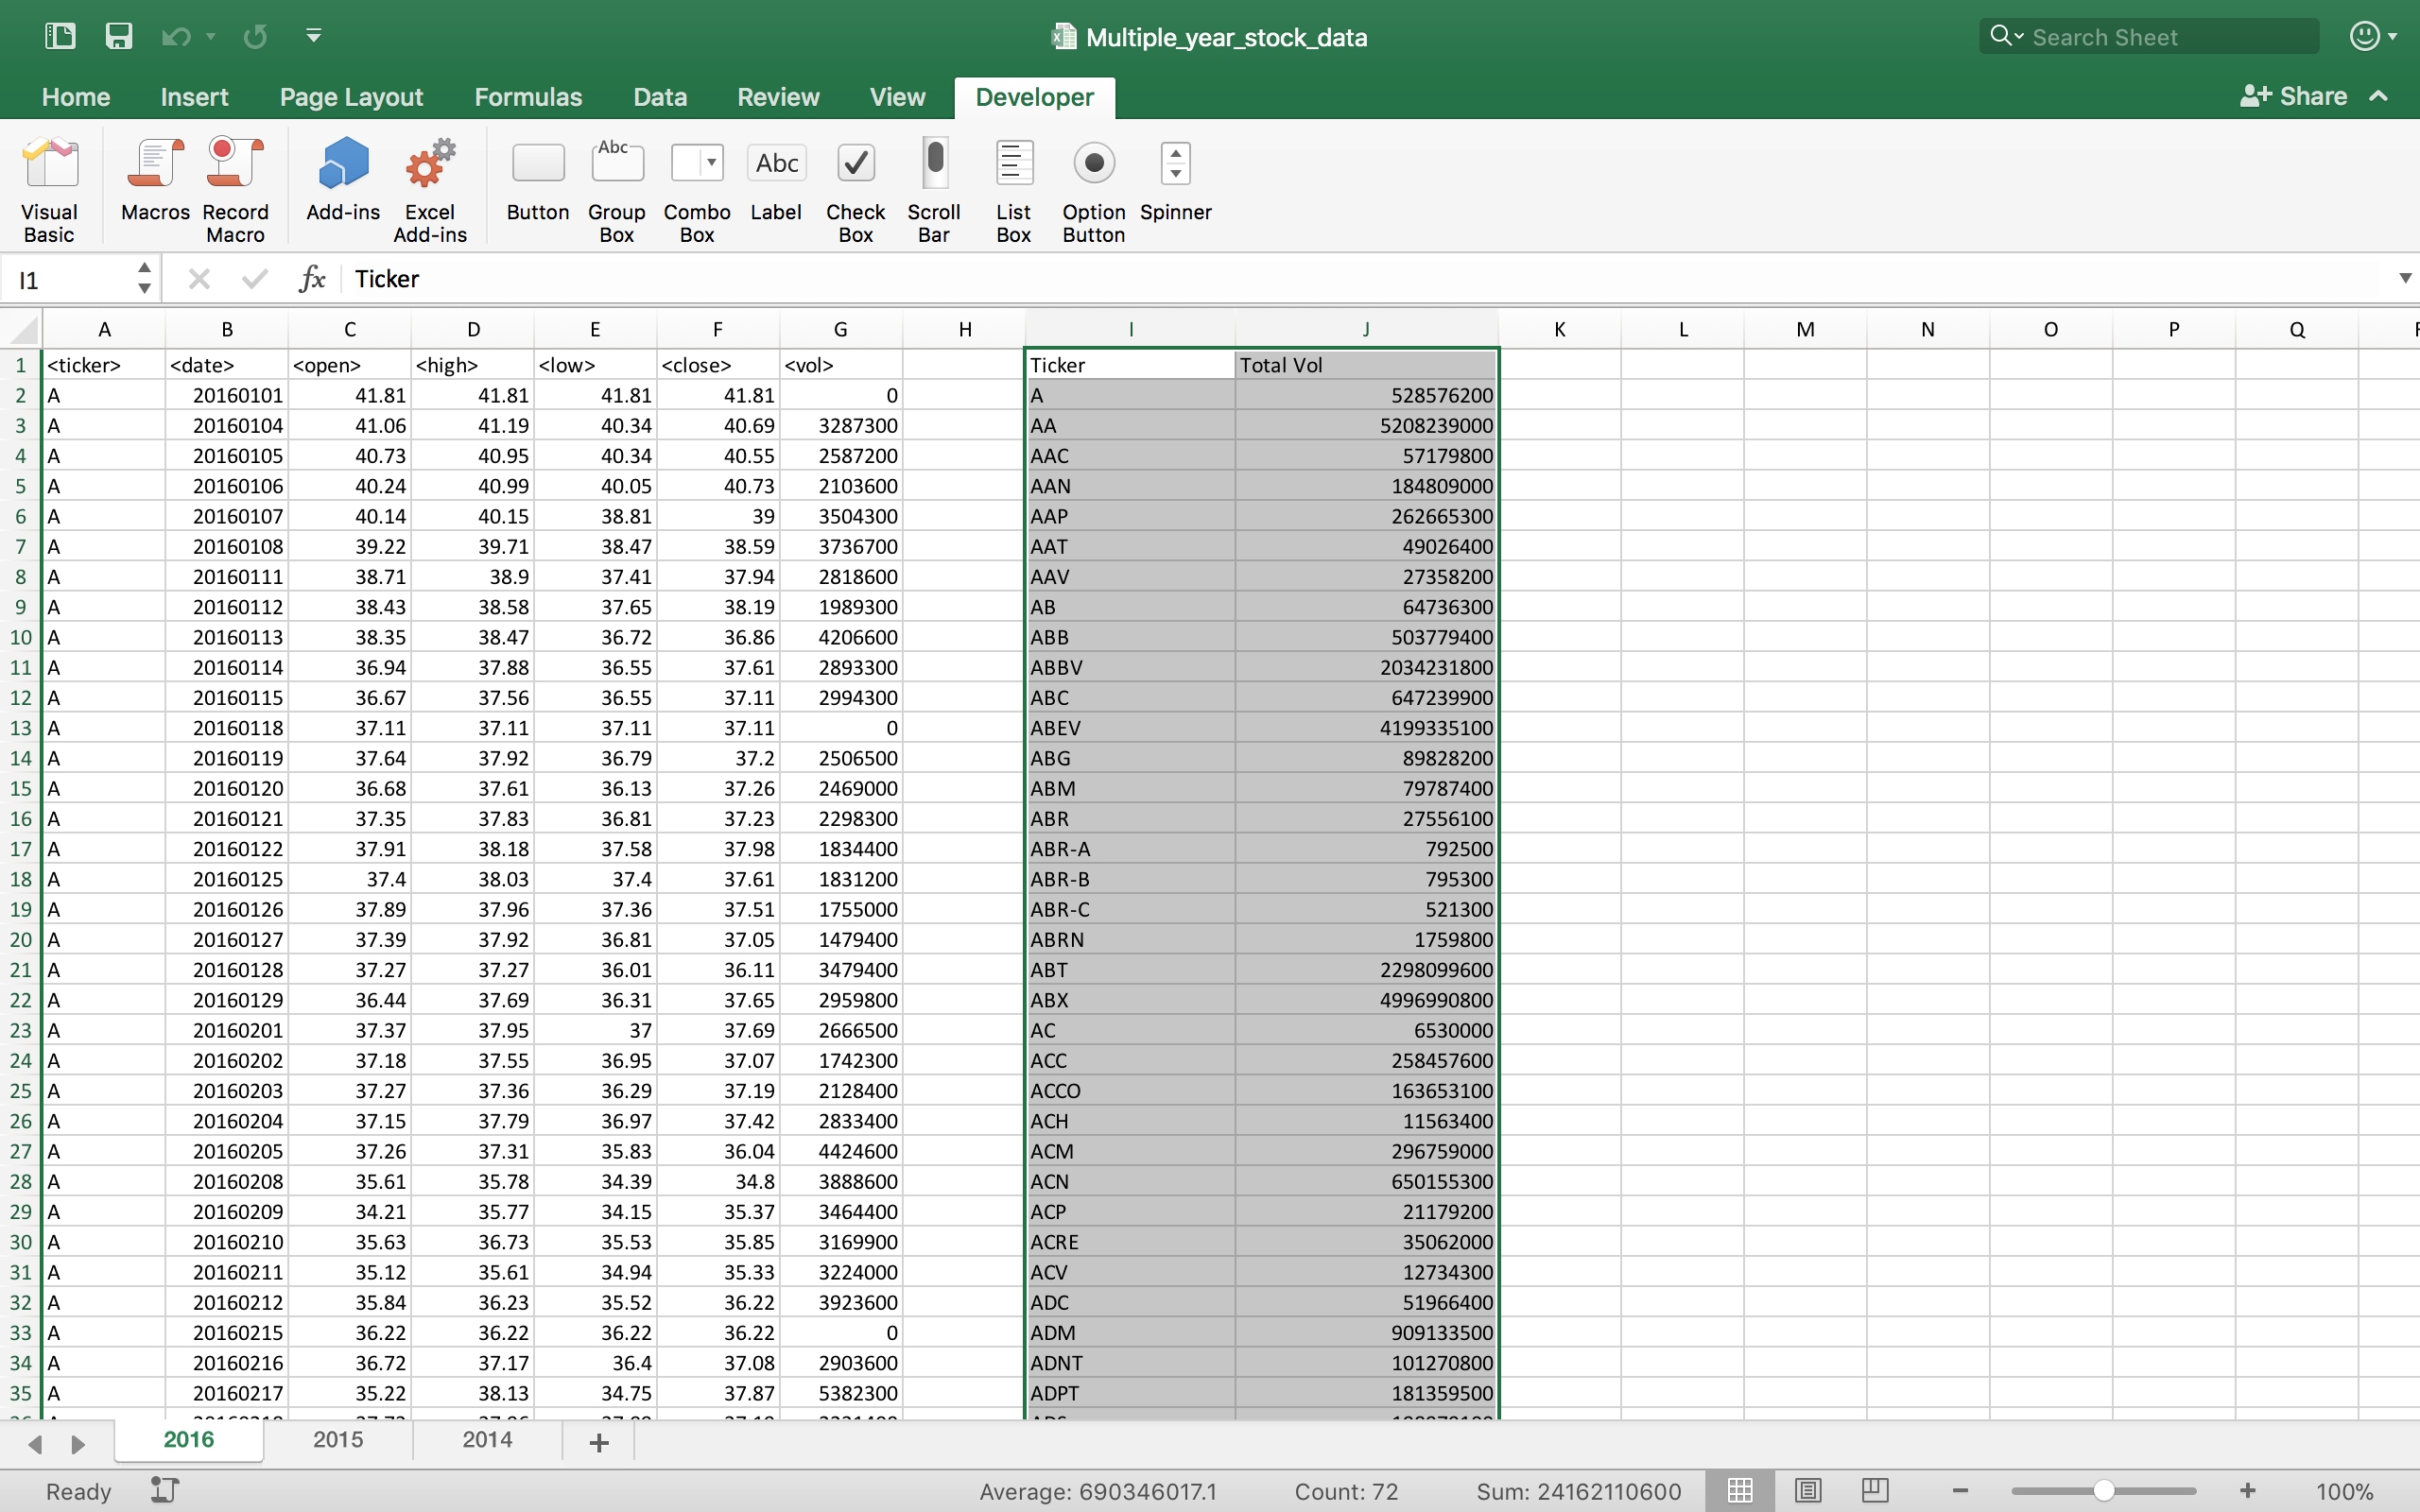 Multiple_year_stock_data
Search Sheet
Home Insert Page Layout Formulas Data Review View Developer Share
Visual Basic Macros Record Macro Add-ins Excel Add-ins Button Group Box Combo Box Label Check Box Scroll Bar List Box Option Button Spinner
Abc Abc
I1 fx Ticker
A B C D E F G H I J K L M N O P Q
1 <ticker> <date> <open> <high> <low> <close> <vol> Ticker Total Vol
2 A 20160101 41.81 41.81 41.81 41.81 0 A 528576200
3 A 20160104 41.06 41.19 40.34 40.69 3287300 AA 5208239000
4 A 20160105 40.73 40.95 40.34 40.55 2587200 AAC 57179800
5 A 20160106 40.24 40.99 40.05 40.73 2103600 AAN 184809000
6 A 20160107 40.14 40.15 38.81 39 3504300 AAP 262665300
7 A 20160108 39.22 39.71 38.47 38.59 3736700 AAT 49026400
8 A 20160111 38.71 38.9 37.41 37.94 2818600 AAV 27358200
9 A 20160112 38.43 38.58 37.65 38.19 1989300 AB 64736300
10 A 20160113 38.35 38.47 36.72 36.86 4206600 ABB 503779400
11 A 20160114 36.94 37.88 36.55 37.61 2893300 ABBV 2034231800
12 A 20160115 36.67 37.56 36.55 37.11 2994300 ABC 647239900
13 A 20160118 37.11 37.11 37.11 37.11 0 ABEV 4199335100
14 A 20160119 37.64 37.92 36.79 37.2 2506500 ABG 89828200
15 A 20160120 36.68 37.61 36.13 37.26 2469000 ABM 79787400
16 A 20160121 37.35 37.83 36.81 37.23 2298300 ABR 27556100
17 A 20160122 37.91 38.18 37.58 37.98 1834400 ABR-A 792500
18 A 20160125 37.4 38.03 37.4 37.61 1831200 ABR-B 795300
19 A 20160126 37.89 37.96 37.36 37.51 1755000 ABR-C 521300
20 A 20160127 37.39 37.92 36.81 37.05 1479400 ABRN 1759800
21 A 20160128 37.27 37.27 36.01 36.11 3479400 ABT 2298099600
22 A 20160129 36.44 37.69 36.31 37.65 2959800 ABX 4996990800
23 A 20160201 37.37 37.95 37 37.69 2666500 AC 6530000
24 A 20160202 37.18 37.55 36.95 37.07 1742300 ACC 258457600
25 A 20160203 37.27 37.36 36.29 37.19 2128400 ACCO 163653100
26 A 20160204 37.15 37.79 36.97 37.42 2833400 ACH 11563400
27 A 20160205 37.26 37.31 35.83 36.04 4424600 ACM 296759000
28 A 20160208 35.61 35.78 34.39 34.8 3888600 ACN 650155300
29 A 20160209 34.21 35.77 34.15 35.37 3464400 ACP 21179200
30 A 20160210 35.63 36.73 35.53 35.85 3169900 ACRE 35062000
31 A 20160211 35.12 35.61 34.94 35.33 3224000 ACV 12734300
32 A 20160212 35.84 36.23 35.52 36.22 3923600 ADC 51966400
33 A 20160215 36.22 36.22 36.22 36.22 0 ADM 909133500
34 A 20160216 36.72 37.17 36.4 37.08 2903600 ADNT 101270800
35 A 20160217 35.22 38.13 34.75 37.87 5382300 ADPT 181359500
2016 2015 2014
Ready Average: 690346017.1 Count: 72 Sum: 24162110600 100%